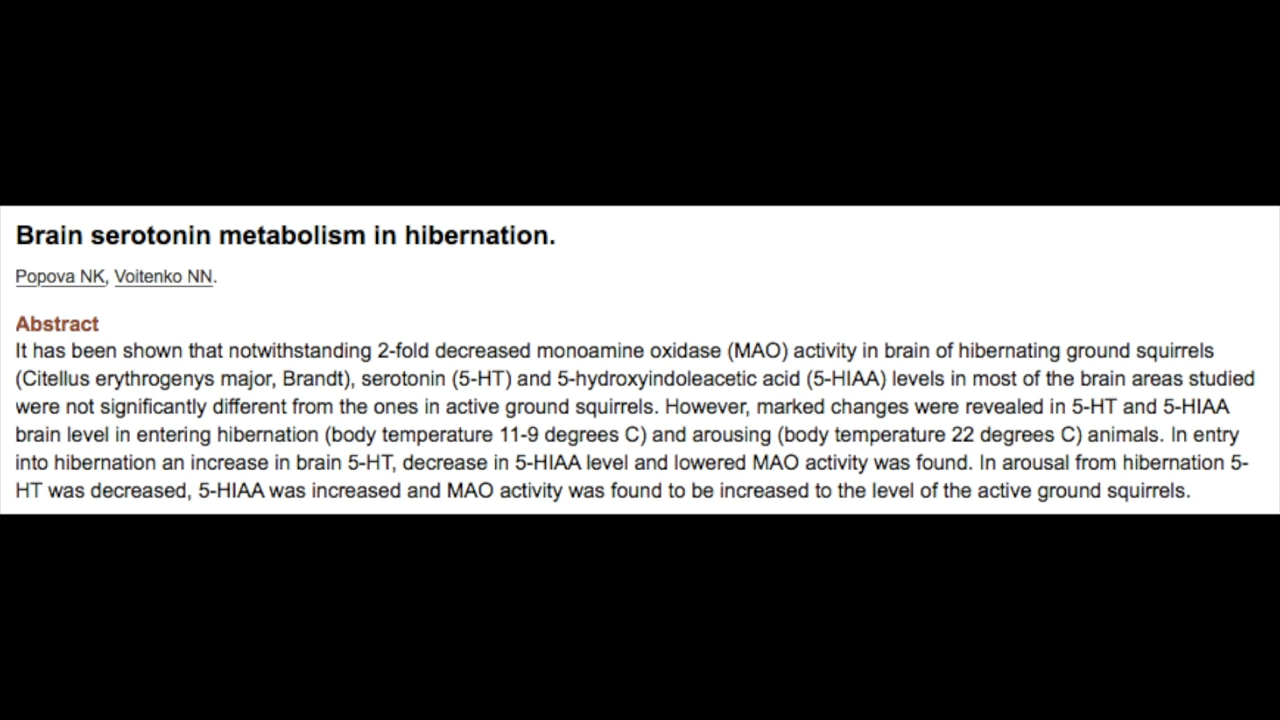 Brain serotonin metabolism in hibernation.
Popova NK, Voitenko NN.
Abstract
It has been shown that notwithstanding 2-fold decreased monoamine oxidase (MAO) activity in brain of hibernating ground squirrels
(Citellus erythrogenys major, Brandt), serotonin (5-HT) and 5-hydroxyindoleacetic acid (5-HIAA) levels in most of the brain areas studied
were not significantly different from the ones in active ground squirrels. However, marked changes were revealed in 5-HT and 5-HIAA
brain level in entering hibernation (body temperature 11-9 degrees C) and arousing (body temperature 22 degrees C) animals. In entry
into hibernation an increase in brain 5-HT, decrease in 5-HIAA level and lowered MAO activity was found. In arousal from hibernation 5-
HT was decreased, 5-HIAA was increased and MAO activity was found to be increased to the level of the active ground squirrels.